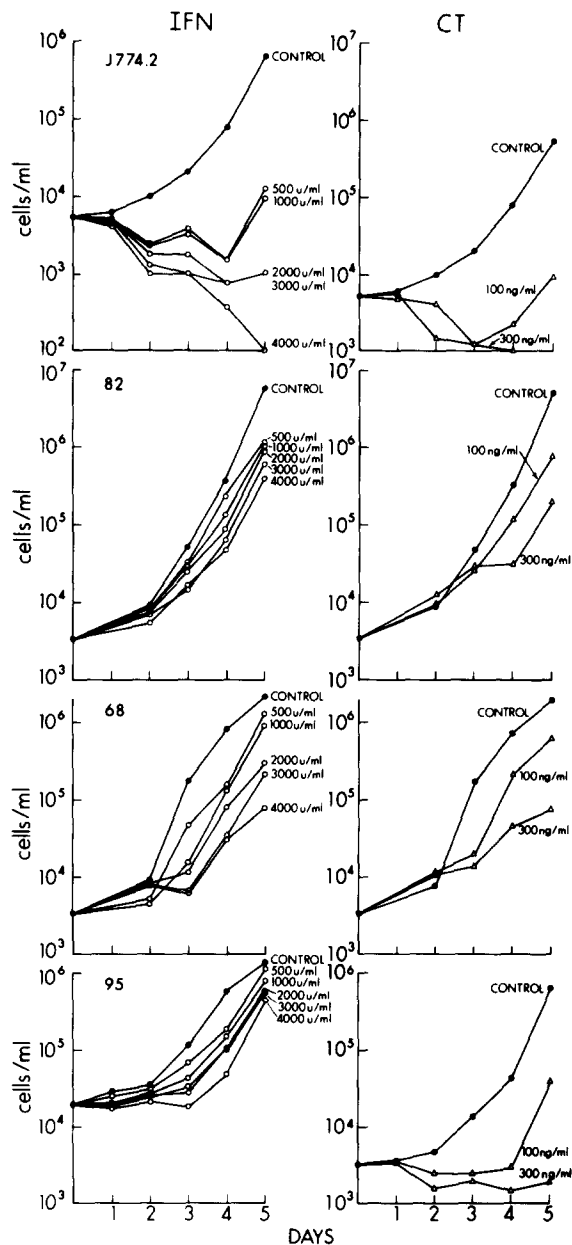 IFN
CT
J774.2
10⁶
10⁵
10⁴
10³
10²
cells/ml
CONTROL
500 u/ml
1000 u/ml
2000 u/ml
3000 u/ml
4000 u/ml
10⁷
10⁶
10⁵
10⁴
10³
CONTROL
100 ng/ml
300 ng/ml
82
10⁷
10⁶
10⁵
10⁴
10³
cells/ml
CONTROL
500 u/ml
1000 u/ml
2000 u/ml
3000 u/ml
4000 u/ml
10⁷
10⁶
10⁵
10⁴
10³
CONTROL
100 ng/ml
300 ng/ml
68
10⁶
10⁵
10⁴
10³
cells/ml
CONTROL
500 u/ml
1000 u/ml
2000 u/ml
3000 u/ml
4000 u/ml
10⁶
10⁵
10⁴
10³
CONTROL
100 ng/ml
300 ng/ml
95
10⁶
10⁵
10⁴
10³
cells/ml
CONTROL
500 u/ml
1000 u/ml
2000 u/ml
3000 u/ml
4000 u/ml
10⁶
10⁵
10⁴
10³
CONTROL
100 ng/ml
300 ng/ml
1 2 3 4 5
1 2 3 4 5
DAYS